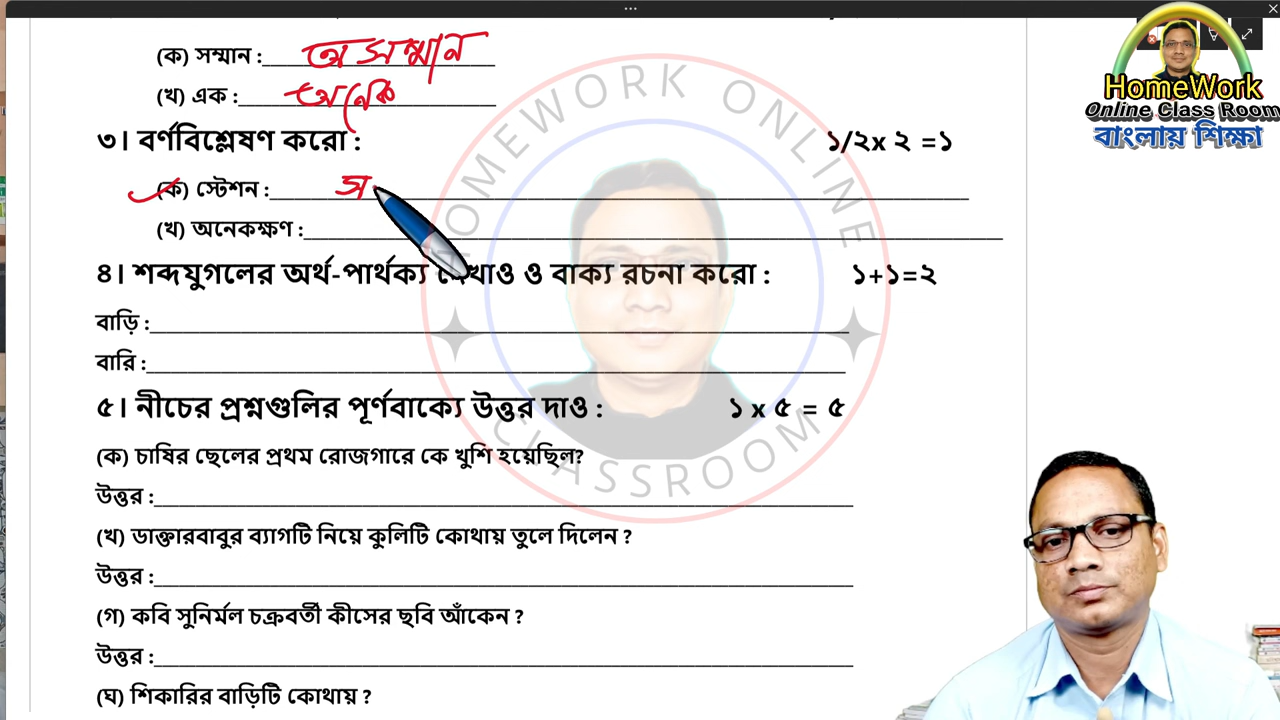 (ক) সম্মান : অসম্মান
(খ) এক : অনেক
৩। বর্ণবিশ্লেষণ করো : ১/২x ২ =১
(ক) স্টেশন : স
(খ) অনেকক্ষণ :
৪। শব্দযুগলের অর্থ-পার্থক্য দেখাও ও বাক্য রচনা করো : ১+১=২
বাড়ি :
বারি :
৫। নীচের প্রশ্নগুলির পূর্ণবাক্যে উত্তর দাও : ১ x ৫ = ৫
(ক) চাষির ছেলের প্রথম রোজগারে কে খুশি হয়েছিল?
উত্তর :
(খ) ডাক্তারবাবুর ব্যাগটি নিয়ে কুলিটি কোথায় তুলে দিলেন ?
উত্তর :
(গ) কবি সুনির্মল চক্রবর্তী কীসের ছবি আঁকেন ?
উত্তর :
(ঘ) শিকারির বাড়িটি কোথায় ?
HomeWork
Online Class Room
বাংলায় শিক্ষা
HOMEWORK ONLINE
CLASSROOM